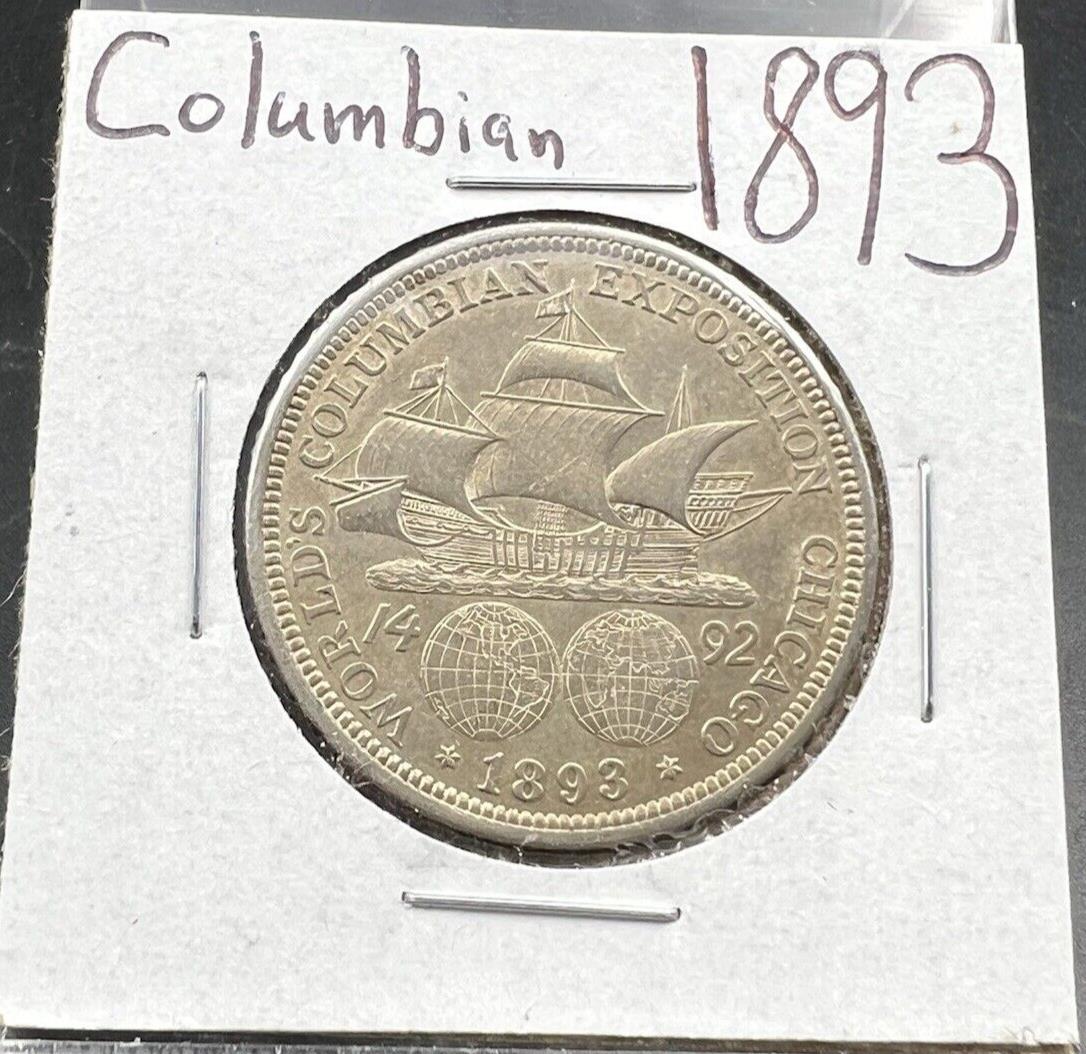 Columbian 1893
WORLD'S COLUMBIAN EXPOSITION CHICAGO
14 92
* 1893 *